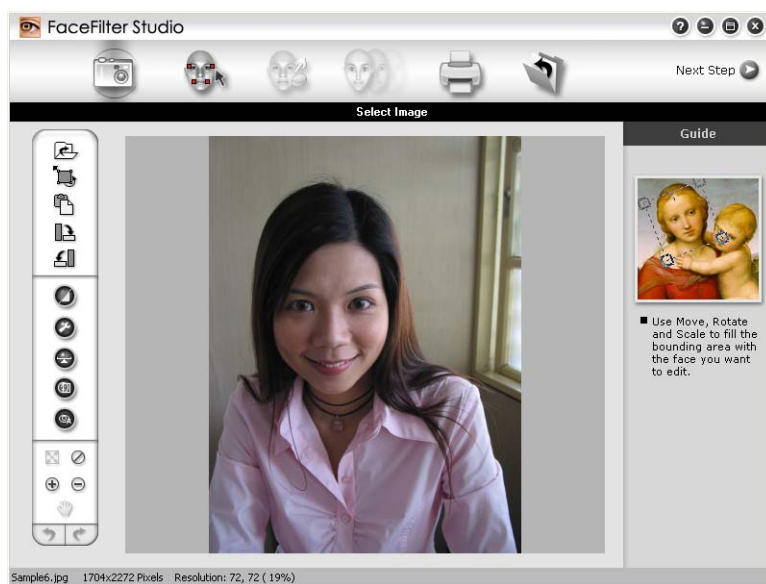 FaceFilter Studio
Next Step
Select Image
Guide
Use Move, Rotate
and Scale to fill the
bounding area with
the face you want
to edit.
Sample6.jpg 1704x2272 Pixels Resolution: 72, 72 ( 19%)